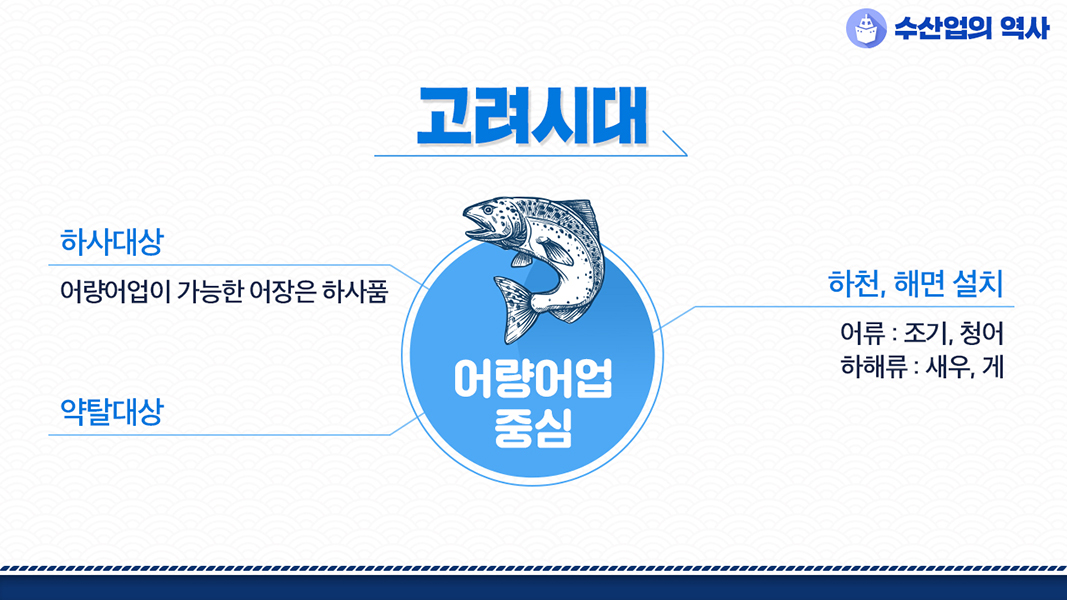 수산업의 역사
고려시대
하사대상
어량어업이 가능한 어장은 하사품
약탈대상
어량어업
중심
하천, 해면 설치
어류 : 조기, 청어
하해류 : 새우, 게